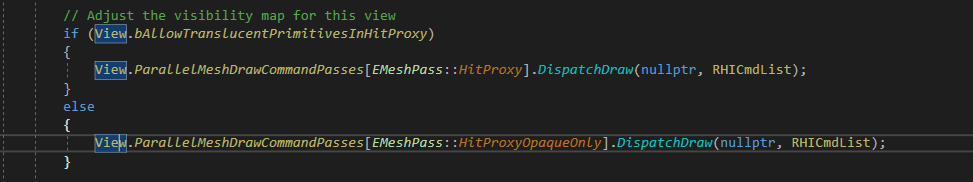 // Adjust the visibility map for this view
if (View.bAllowTranslucentPrimitivesInHitProxy)
{
View.ParallelMeshDrawCommandPasses[EMeshPass::HitProxy].DispatchDraw(nullptr, RHICmdList);
}
else
{
View.ParallelMeshDrawCommandPasses[EMeshPass::HitProxyOpaqueOnly].DispatchDraw(nullptr, RHICmdList);
}